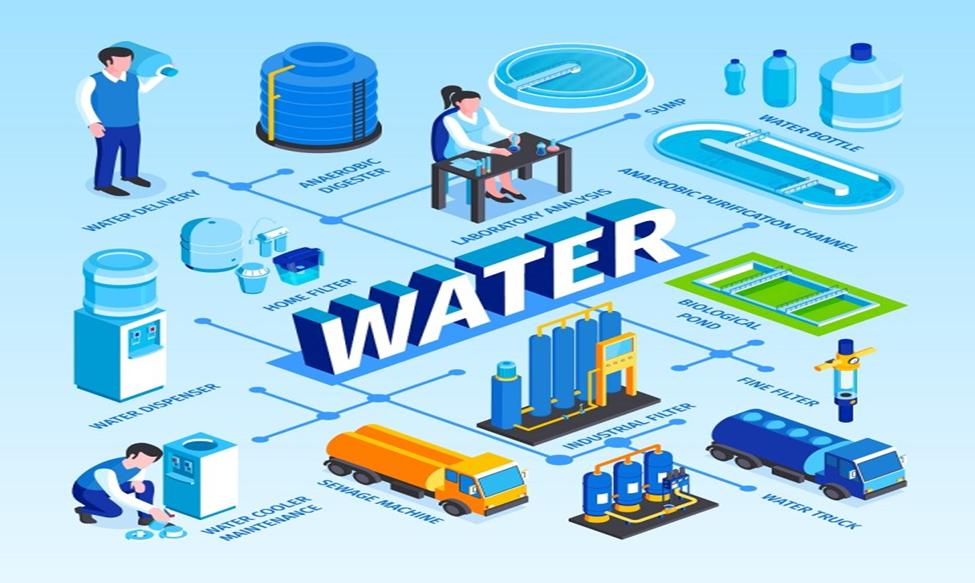 SUMP
WATER BOTTLE
ANAEROBIC
DIGESTER
WATER DELIVERY
LABORATORY ANALYSIS
ANAEROBIC PURIFICATION CHANNEL
WATER
HOME FILTER
BIOLOGICAL
POND
WATER DISPENSER
FINE FILTER
INDUSTRIAL FILTER
WATER COOLER
MAINTENANCE
SEWAGE MACHINE
WATER TRUCK